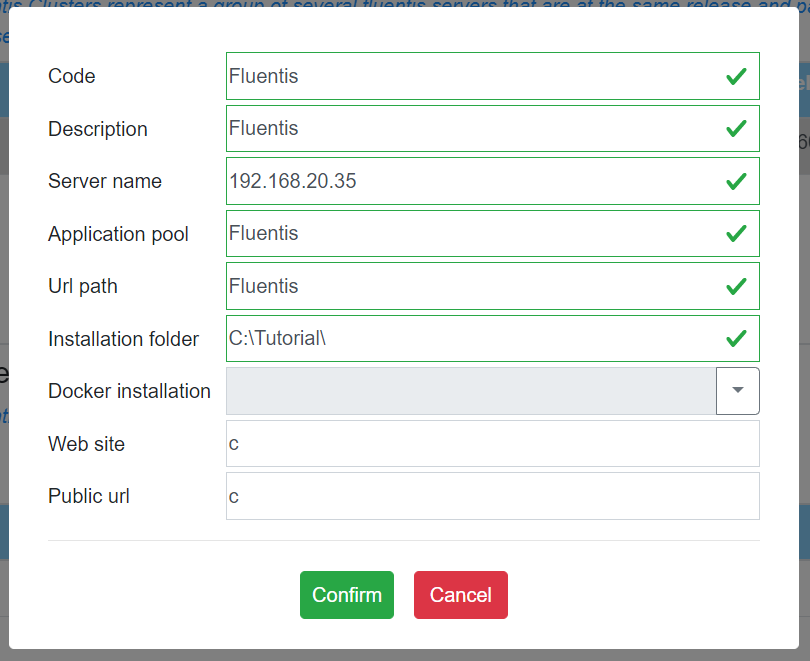 tis Clusters represent a group of several fluentis servers that are at the same release and pa
Code Fluentis
Description Fluentis
Server name 192.168.20.35
Application pool Fluentis
Url path Fluentis
Installation folder C:\Tutorial\
Docker installation
Web site c
Public url c
Confirm Cancel